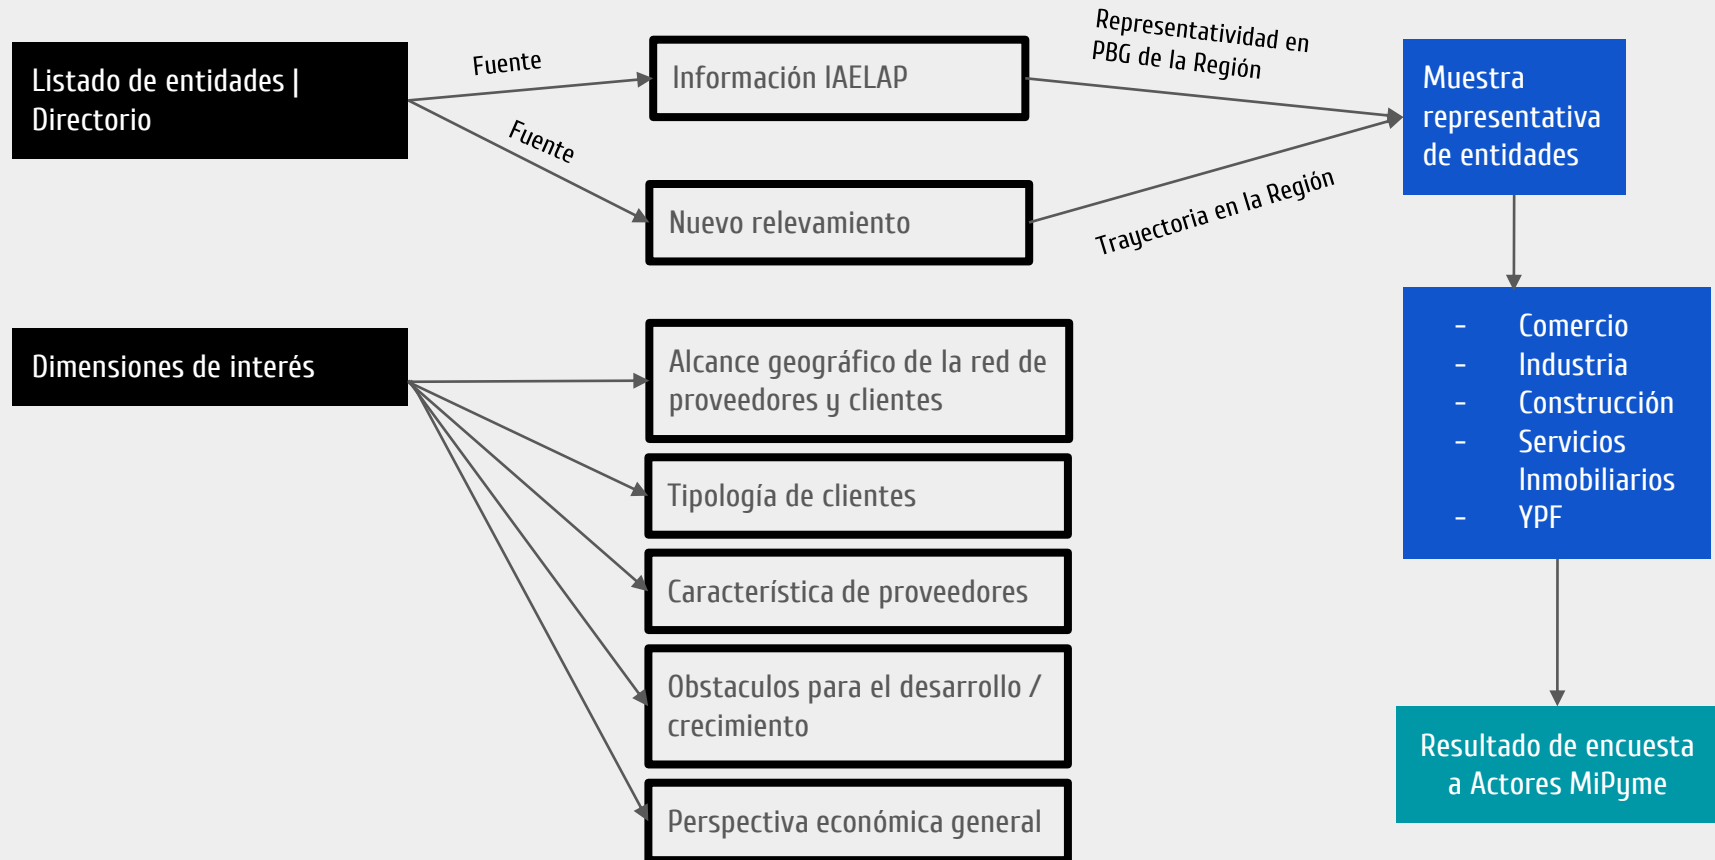 Listado de entidades |
Directorio
Fuente
Fuente
Información IAELAP
Nuevo relevamiento
Representatividad en
PBG de la Región
Trayectoria en la Región
Muestra
representativa
de entidades
- Comercio
- Industria
- Construcción
- Servicios
Inmobiliarios
- YPF
Resultado de encuesta
a Actores MiPyme
Dimensiones de interés
Alcance geográfico de la red de
proveedores y clientes
Tipología de clientes
Característica de proveedores
Obstaculos para el desarrollo /
crecimiento
Perspectiva económica general